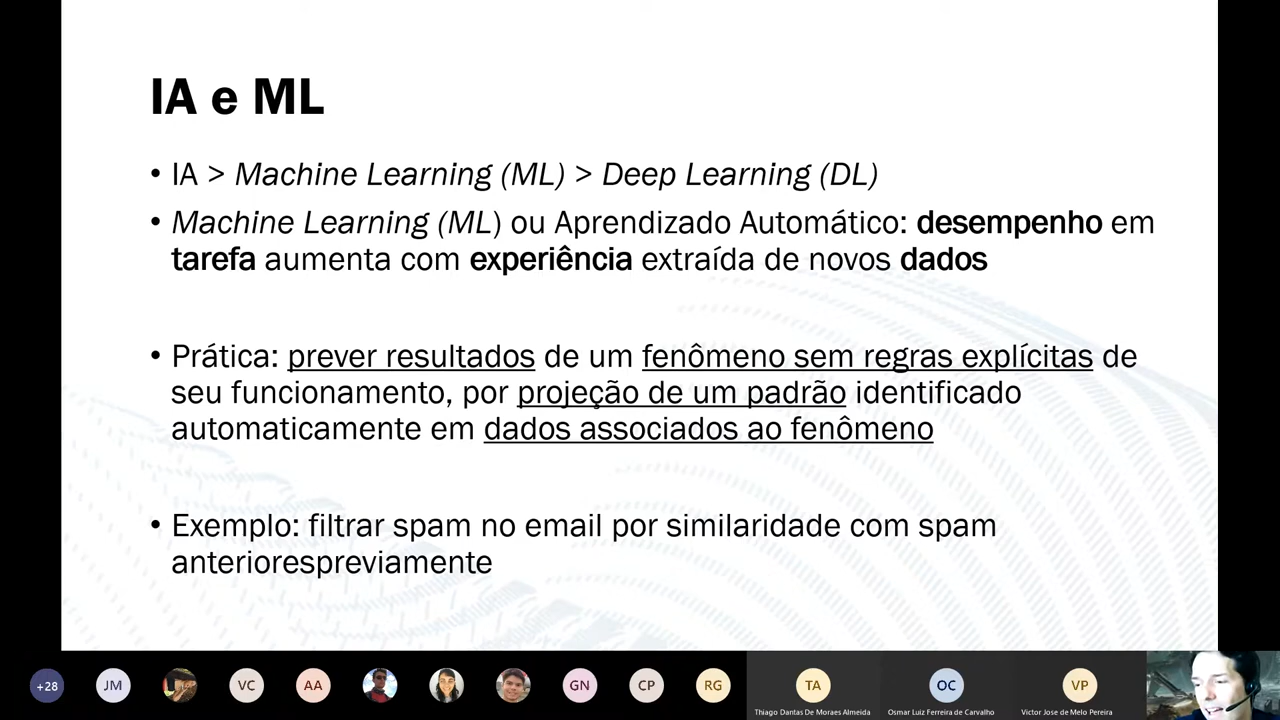 IA e ML
• IA > Machine Learning (ML) > Deep Learning (DL)
• Machine Learning (ML) ou Aprendizado Automático: desempenho em
tarefa aumenta com experiência extraída de novos dados
• Prática: prever resultados de um fenômeno sem regras explícitas de
seu funcionamento, por projeção de um padrão identificado
automaticamente em dados associados ao fenômeno
• Exemplo: filtrar spam no email por similaridade com spam
anteriorespreviamente
+28 JM VC AA GN CP RG TA OC VP
Thiago Dantas De Moraes Almeida Osmar Luiz Ferreira de Carvalho Victor Jose de Melo Pereira